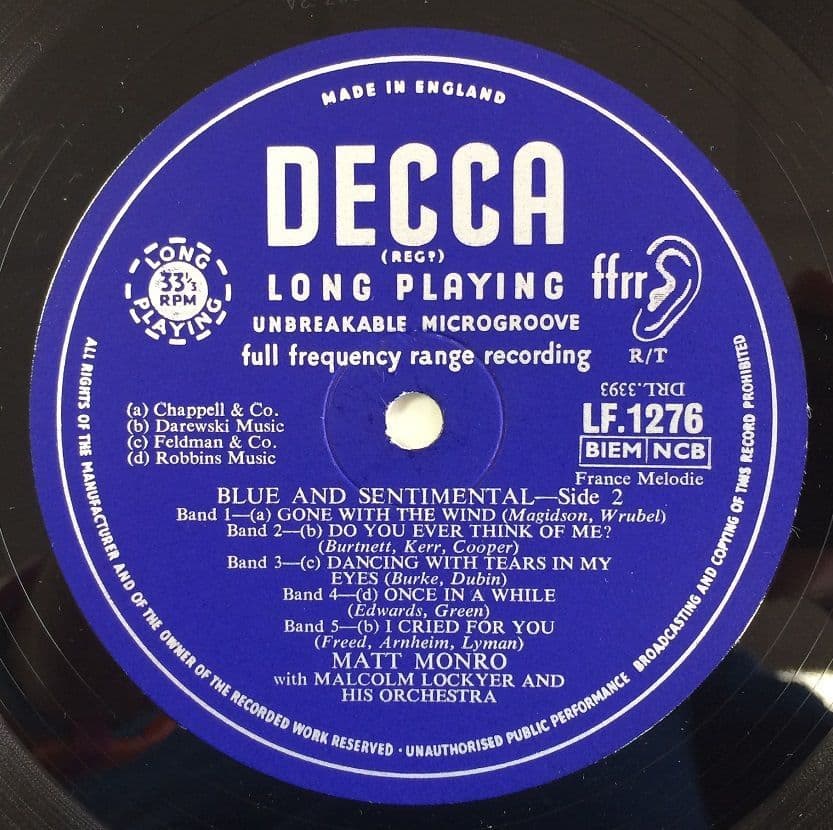 MADE IN ENGLAND
DECCA
(REGD)
LONG PLAYING
33 1/3
RPM
LONG PLAYING
ffrr
UNBREAKABLE MICROGROOVE
full frequency range recording
R/T
DRL.3393
(a) Chappell & Co.
(b) Darewski Music
(c) Feldman & Co.
(d) Robbins Music
LF.1276
BIEM NCB
France Melodie
BLUE AND SENTIMENTAL—Side 2
Band 1—(a) GONE WITH THE WIND (Magidson, Wrubel)
Band 2—(b) DO YOU EVER THINK OF ME?
(Burtnett, Kerr, Cooper)
Band 3—(c) DANCING WITH TEARS IN MY
EYES (Burke, Dubin)
Band 4—(d) ONCE IN A WHILE
(Edwards, Green)
Band 5—(b) I CRIED FOR YOU
(Freed, Arnheim, Lyman)
MATT MONRO
with MALCOLM LOCKYER AND
HIS ORCHESTRA
ALL RIGHTS OF THE MANUFACTURER AND OF THE OWNER OF THE RECORDED WORK RESERVED · UNAUTHORISED PUBLIC PERFORMANCE BROADCASTING AND COPYING OF THIS RECORD PROHIBITED